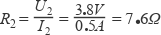 R₂ = U₂/I₂ = 3.8V/0.5A = 7.6Ω